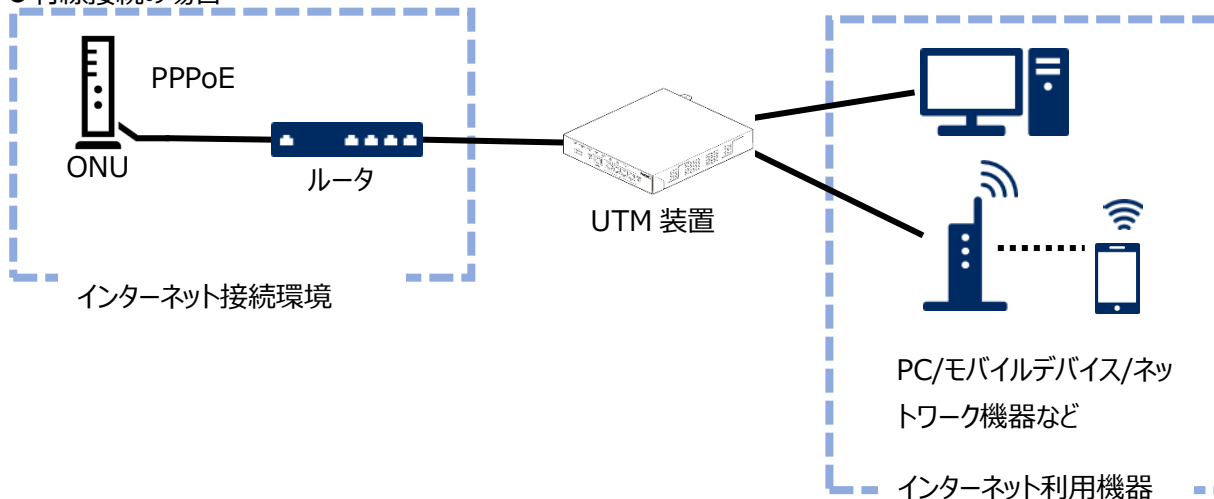 PPPoE
ONU
ルータ
UTM 装置
インターネット接続環境
PC/モバイルデバイス/ネッ
トワーク機器など
インターネット利用機器